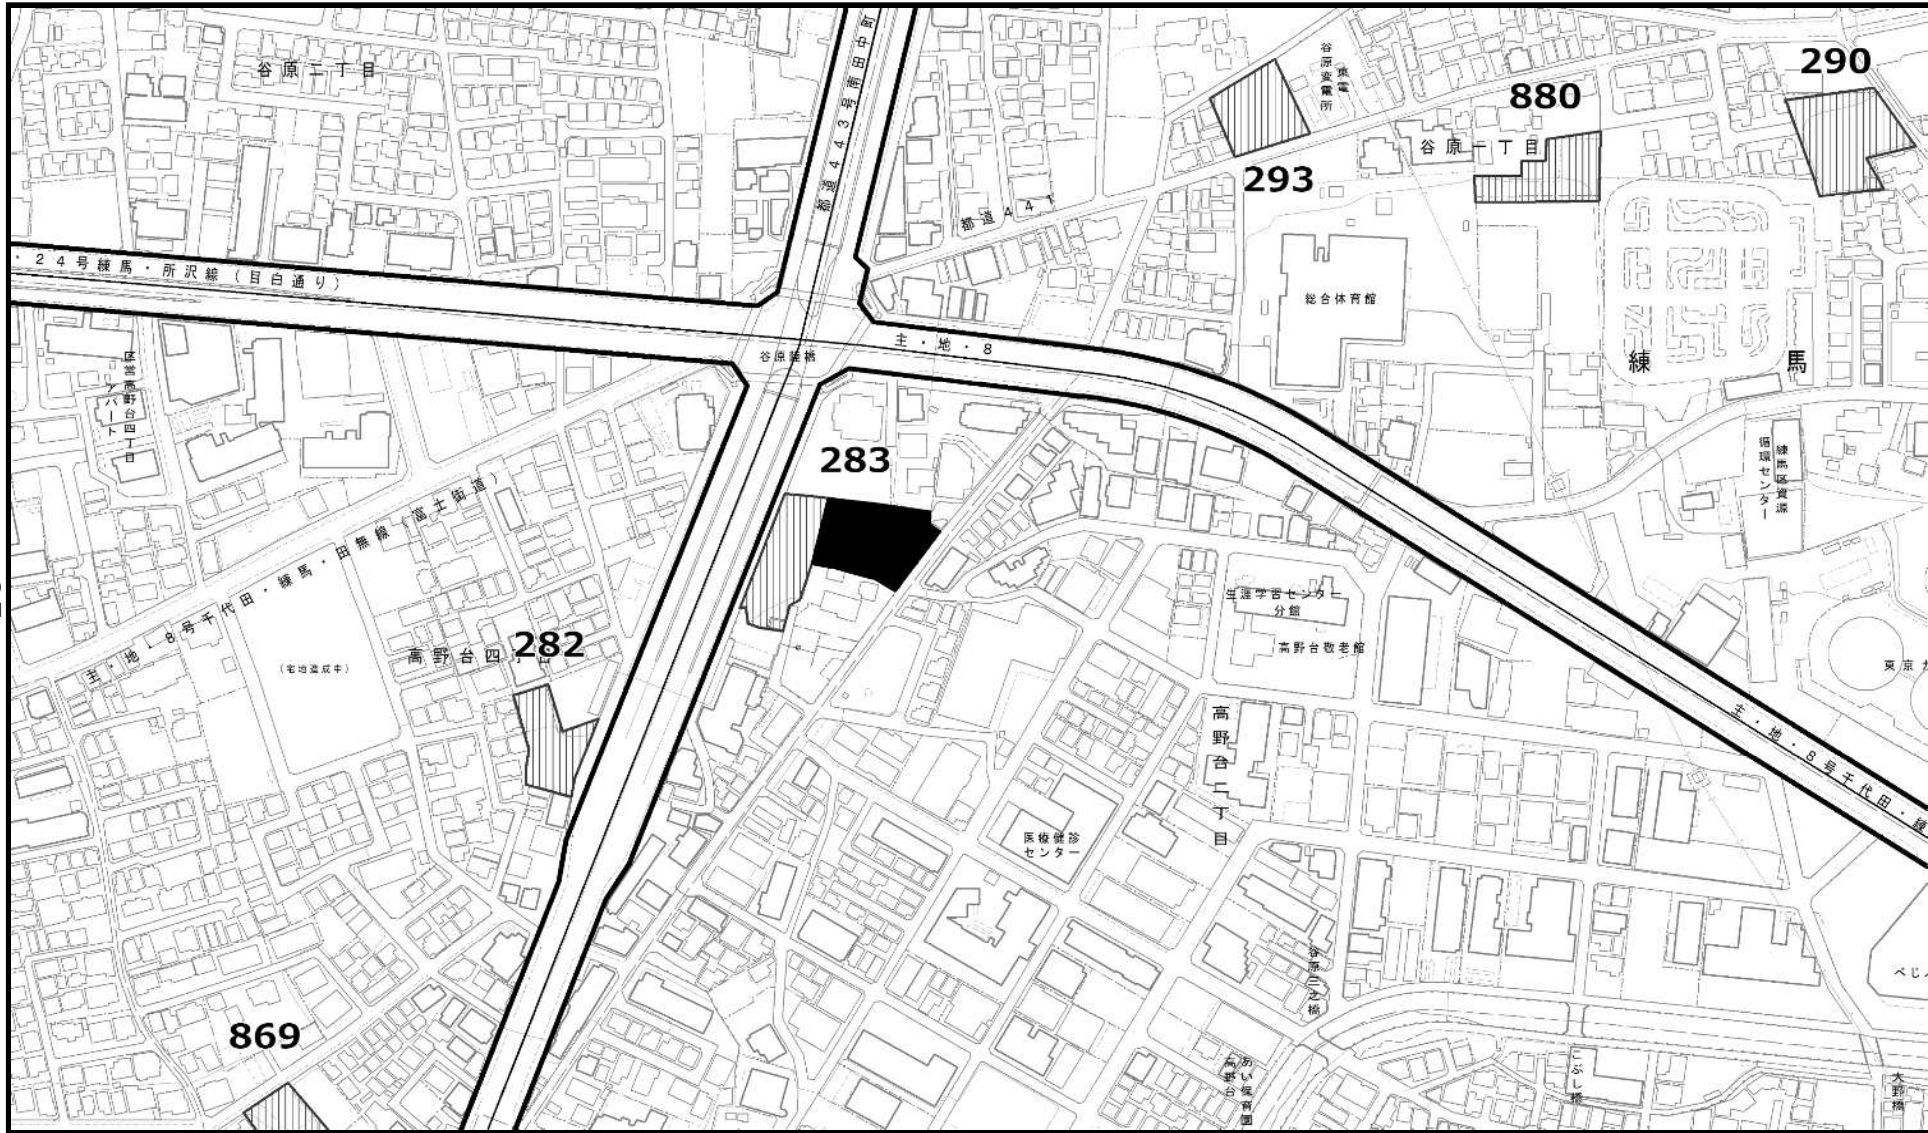 谷原二丁目
都道443号南田中町
・24号練馬・所沢線(目白通り)
谷原変電所
東電
290
880
谷原一丁目
293
都道441
総合体育館
練馬
主・地・8
谷原陸橋
区営高野台四丁目
アパート
283
練馬区資源
循環センター
主・地・8号千代田・練馬・田無線(富士街道)
(宅地造成中)
高野台四丁目
282
生涯学習センター
分館
高野台敬老館
高野台二丁目
東京
主・地・8号千代田・練
医療健診
センター
谷原三之橋
べじ
869
あい保育園
高野台
こぶし橋
大野橋